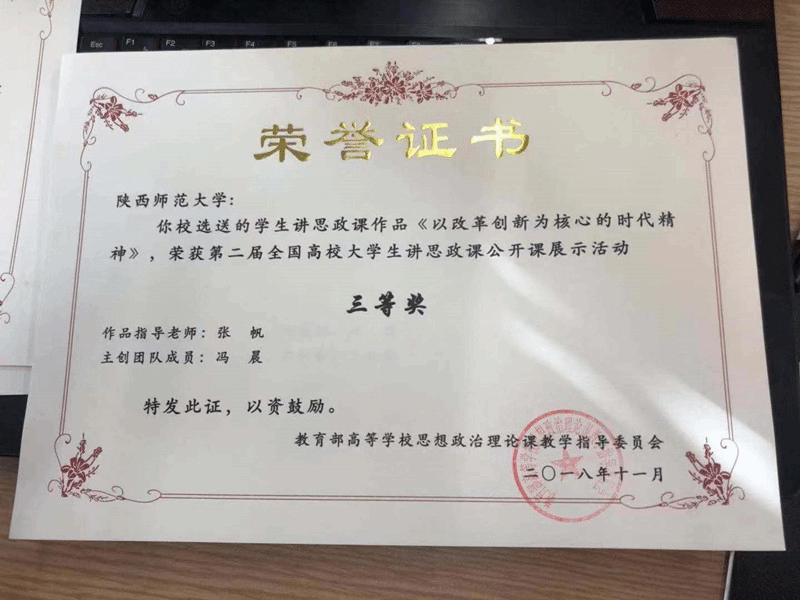 Esc F1 F2 F3 F4 F5
荣誉证书
陕西师范大学：
你校选送的学生讲思政课作品《以改革创新为核心的时代精
神》，荣获第二届全国高校大学生讲思政课公开课展示活动
三等奖
作品指导老师：张 帆
主创团队成员：冯 晨
特发此证，以资鼓励。
教育部高等学校思想政治理论课教学指导委员会
二〇一八年十一月